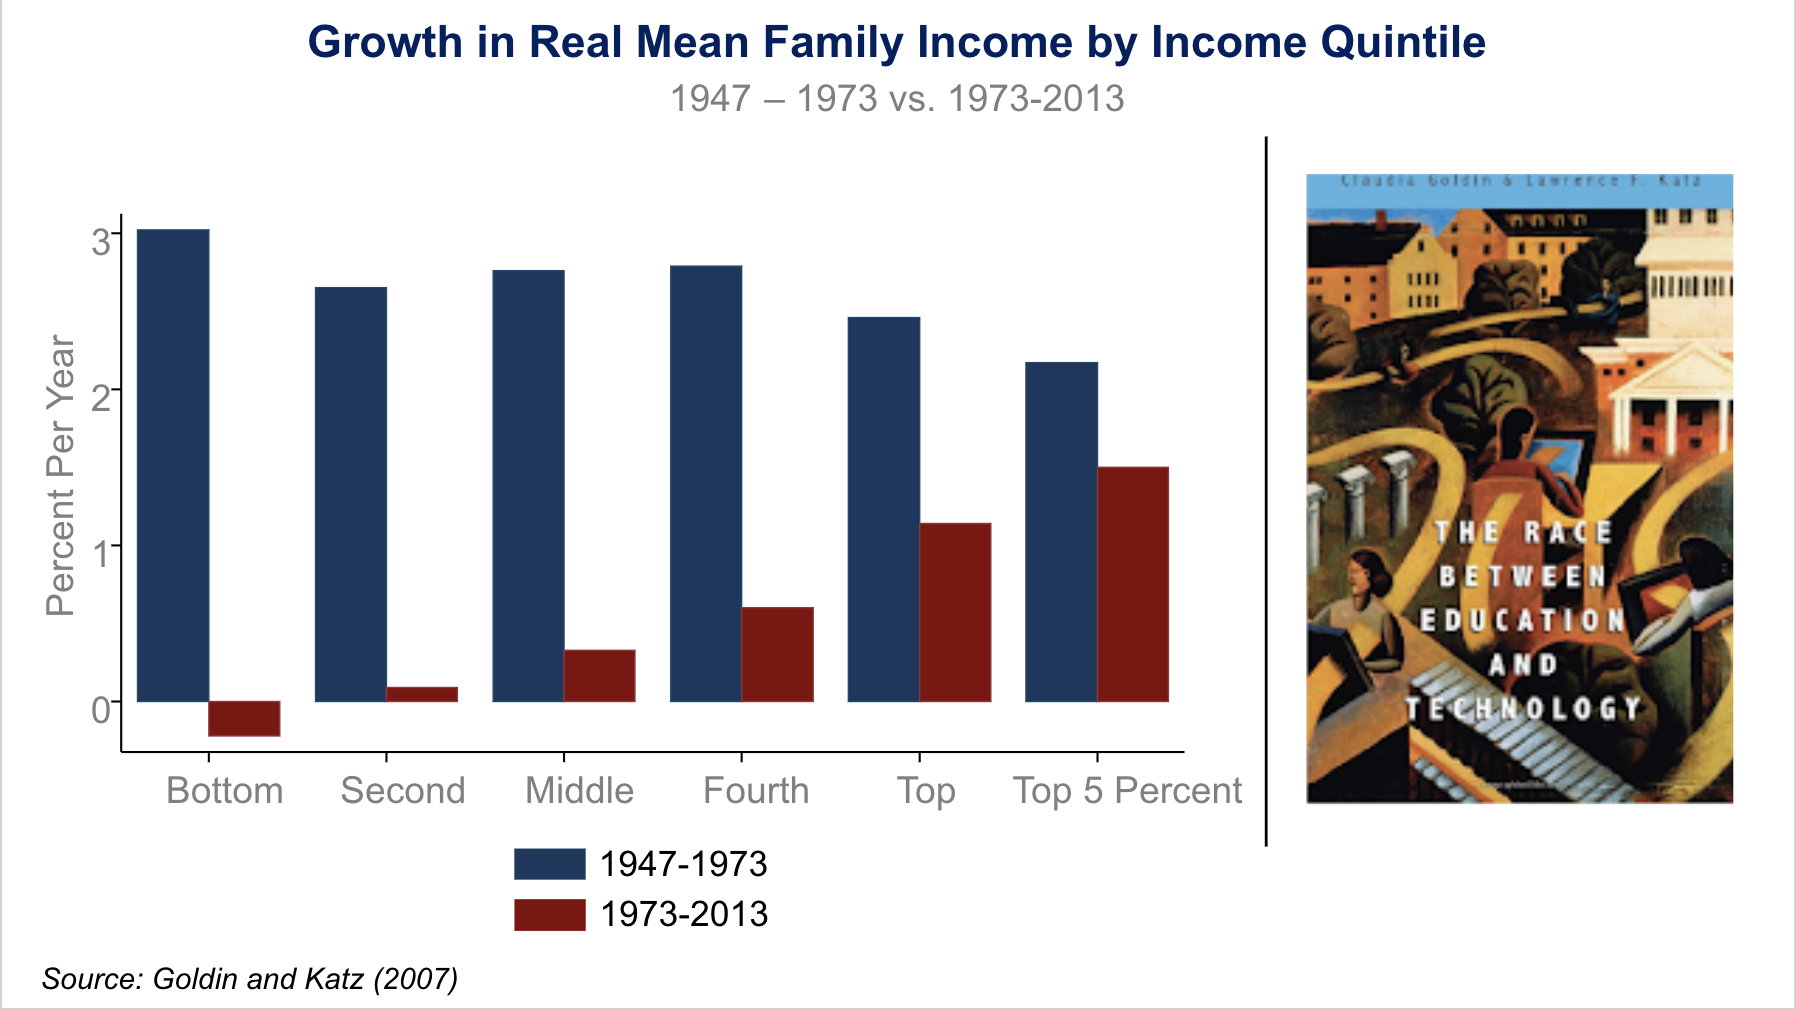 Growth in Real Mean Family Income by Income Quintile
1947 – 1973 vs. 1973-2013
Percent Per Year
3
2
1
0
Bottom Second Middle Fourth Top Top 5 Percent
1947-1973
1973-2013
Source: Goldin and Katz (2007)
Claudia Goldin & Lawrence F. Katz
THE RACE
BETWEEN
EDUCATION
AND
TECHNOLOGY